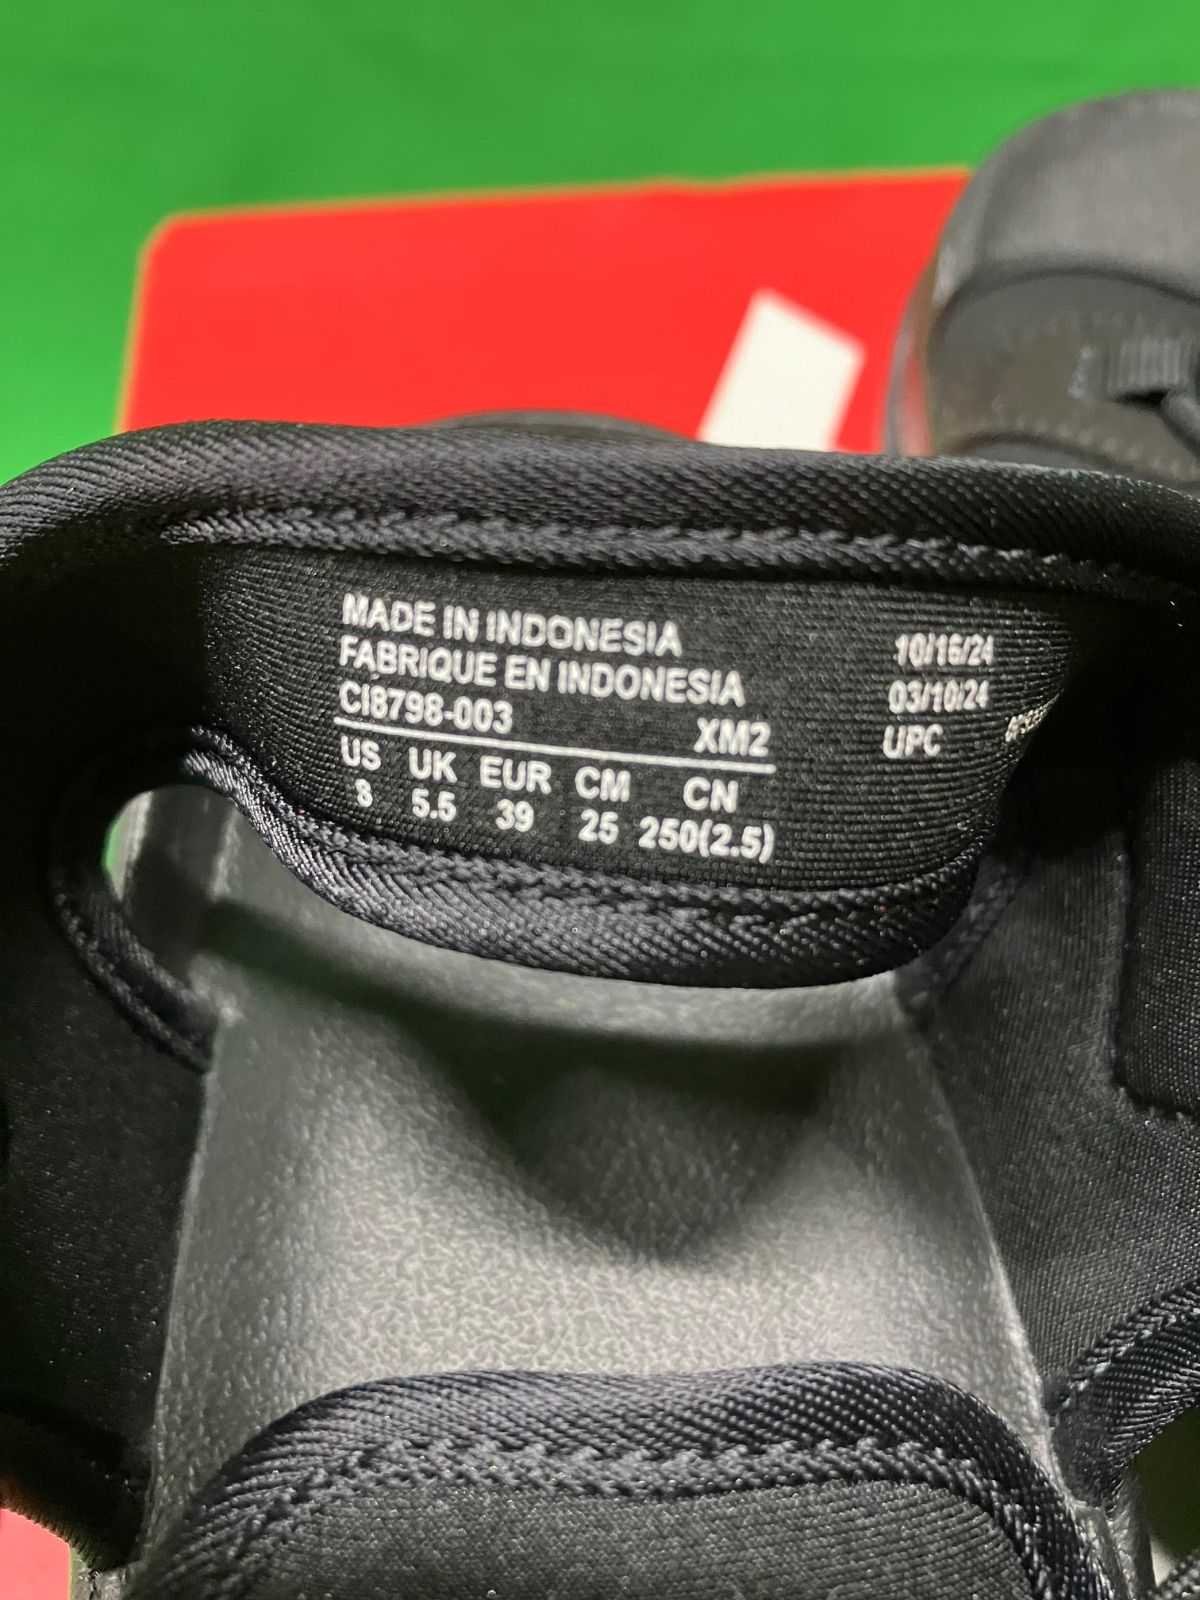 MADE IN INDONESIA
FABRIQUE EN INDONESIA
CI8798-003 XM2
US UK EUR CM CN
8 5.5 39 25 250(2.5)
10/16/24
03/10/24
UPC